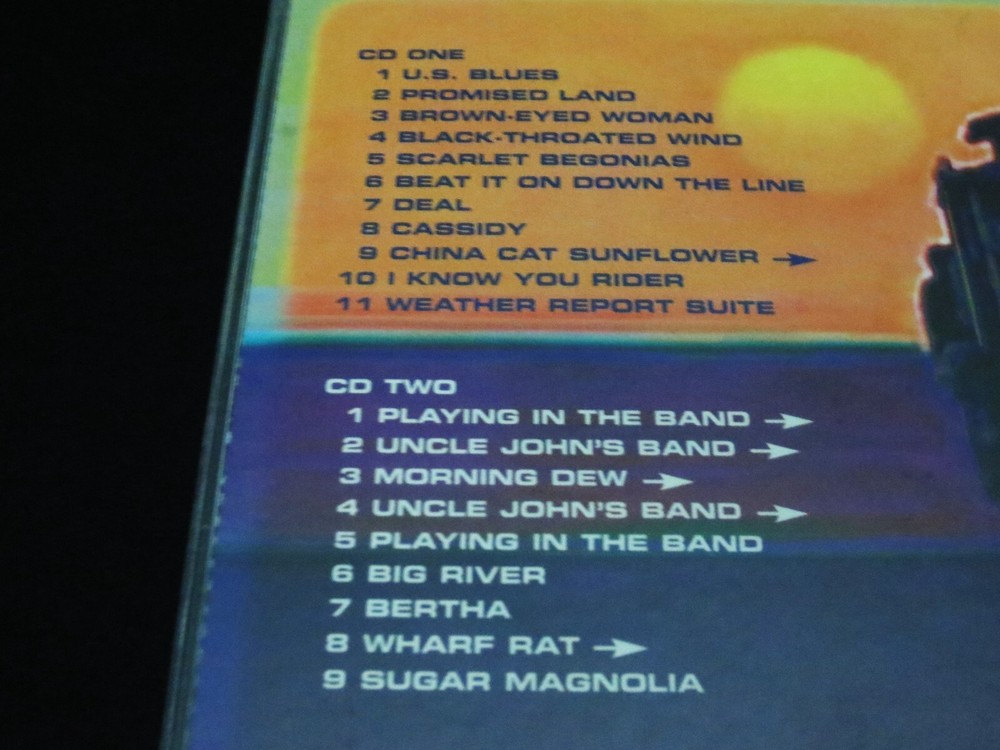 CD ONE
1 U.S. BLUES
2 PROMISED LAND
3 BROWN-EYED WOMAN
4 BLACK-THROATED WIND
5 SCARLET BEGONIAS
6 BEAT IT ON DOWN THE LINE
7 DEAL
8 CASSIDY
9 CHINA CAT SUNFLOWER →
10 I KNOW YOU RIDER
11 WEATHER REPORT SUITE
CD TWO
1 PLAYING IN THE BAND →
2 UNCLE JOHN'S BAND →
3 MORNING DEW →
4 UNCLE JOHN'S BAND →
5 PLAYING IN THE BAND
6 BIG RIVER
7 BERTHA
8 WHARF RAT →
9 SUGAR MAGNOLIA